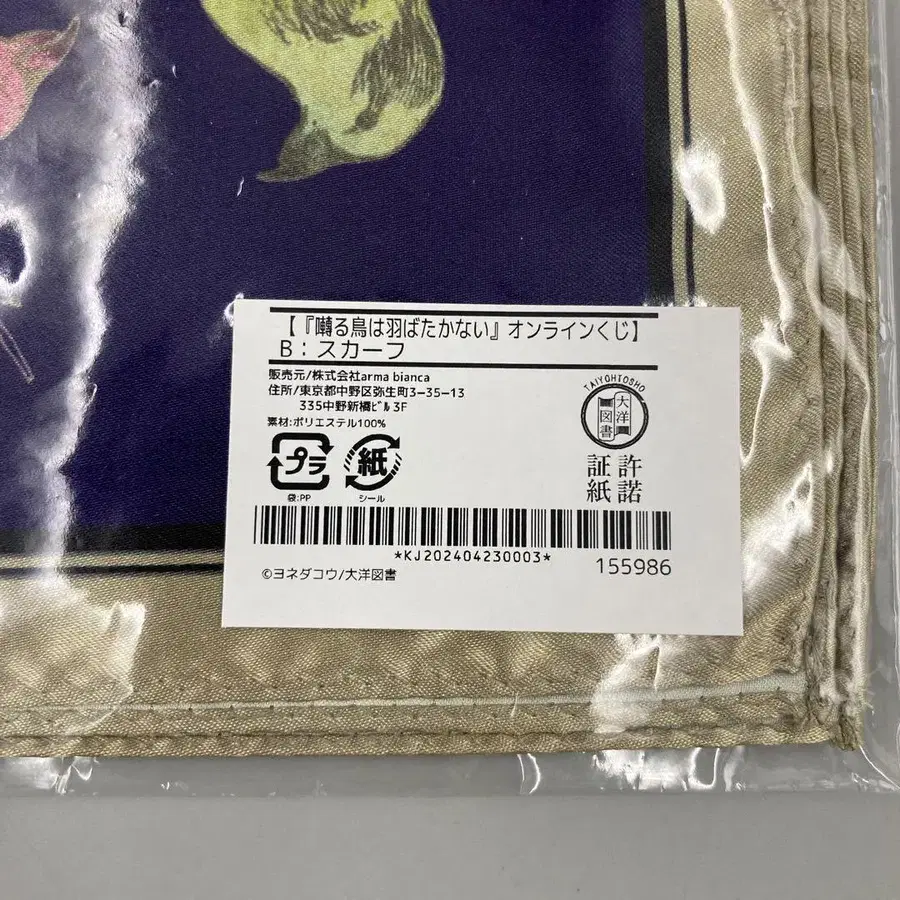 【『囀る鳥は羽ばたかない』オンラインくじ】
B：スカーフ
販売元/株式会社arma bianca
住所/東京都中野区弥生町3-35-13
335中野新橋ﾋﾞﾙ3F
素材:ポリエステル100%
プラ
袋:PP
紙
シール
TAIYOHTOSHO
大洋
図書
許諾
証紙
*KJ202404230003*
155986
©ヨネダコウ/大洋図書